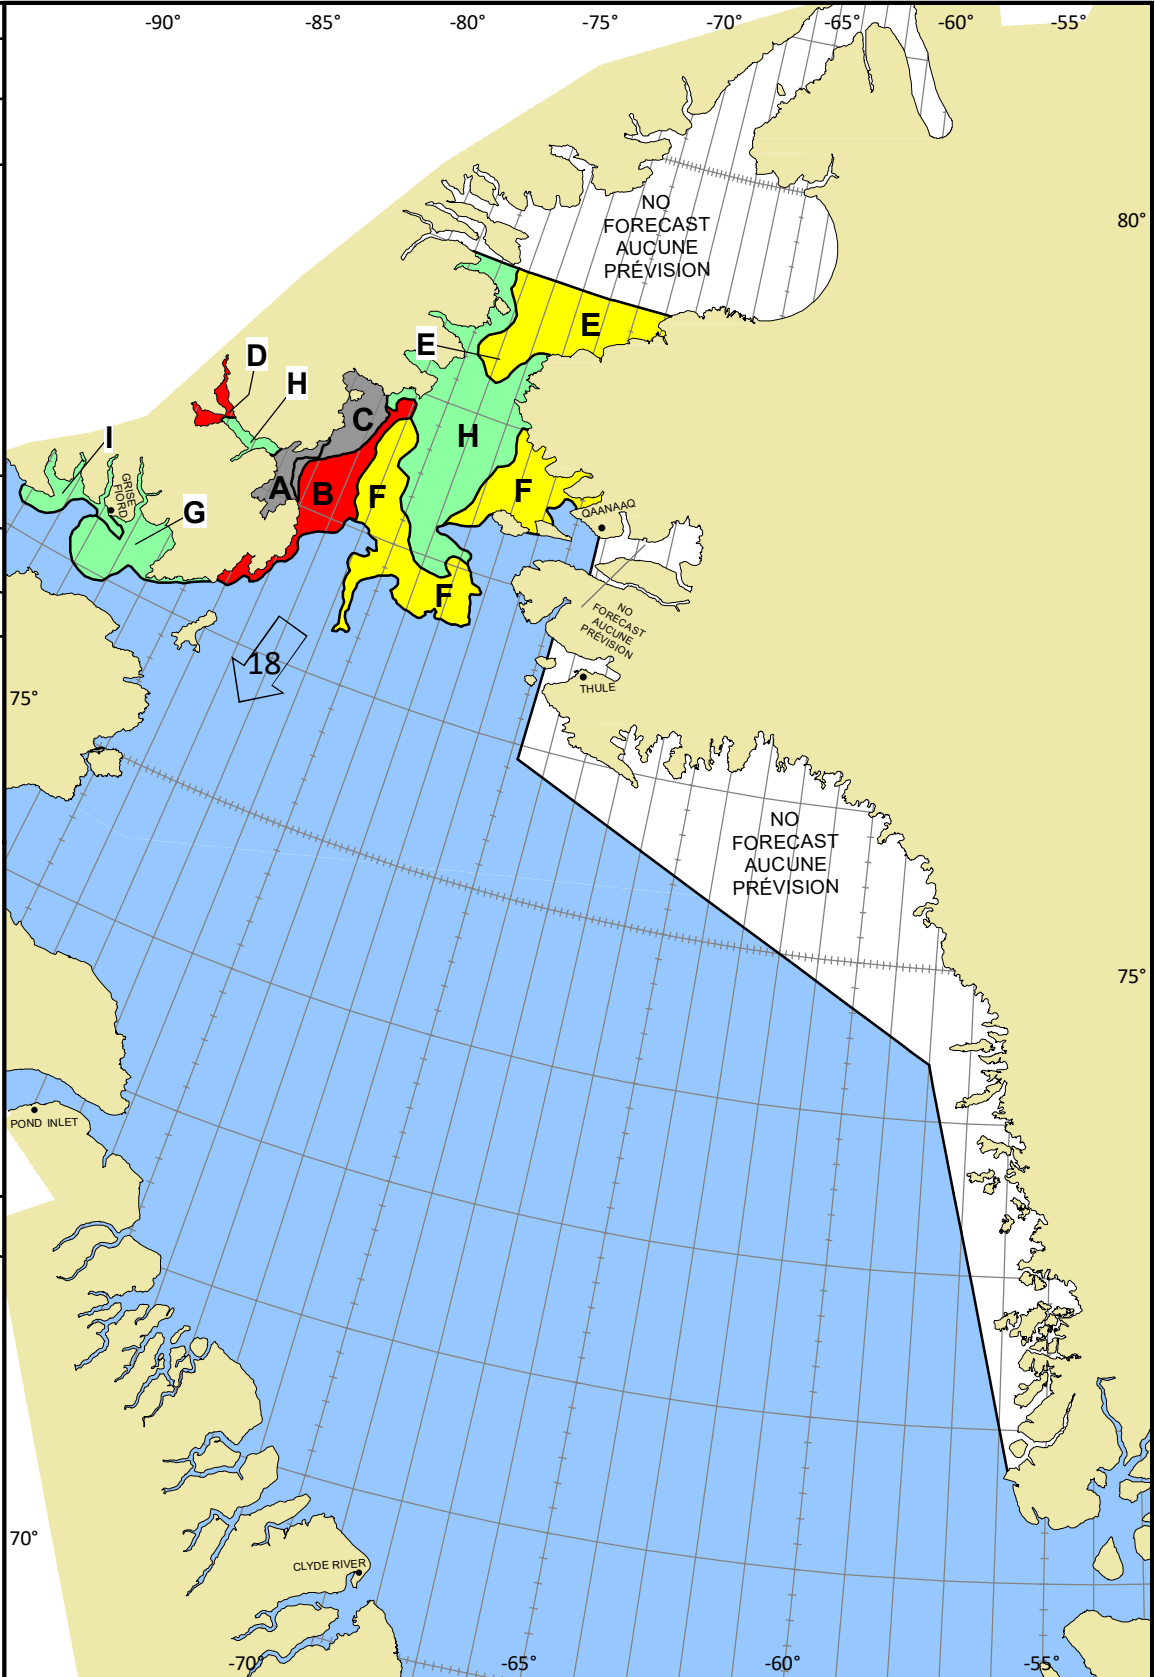 -90°
-85°
-80°
-75°
-70°
-65°
-60°
-55°
NO
FORECAST
AUCUNE
PRÉVISION
80°
E
E
D
H
C
I
H
A
B
F
F
GRISE
FIORD
G
QAANAAQ
F
NO
FORECAST
AUCUNE
PRÉVISION
18
THULE
75°
NO
FORECAST
AUCUNE
PRÉVISION
75°
POND INLET
70°
CLYDE RIVER
-70°
-65°
-60°
-55°